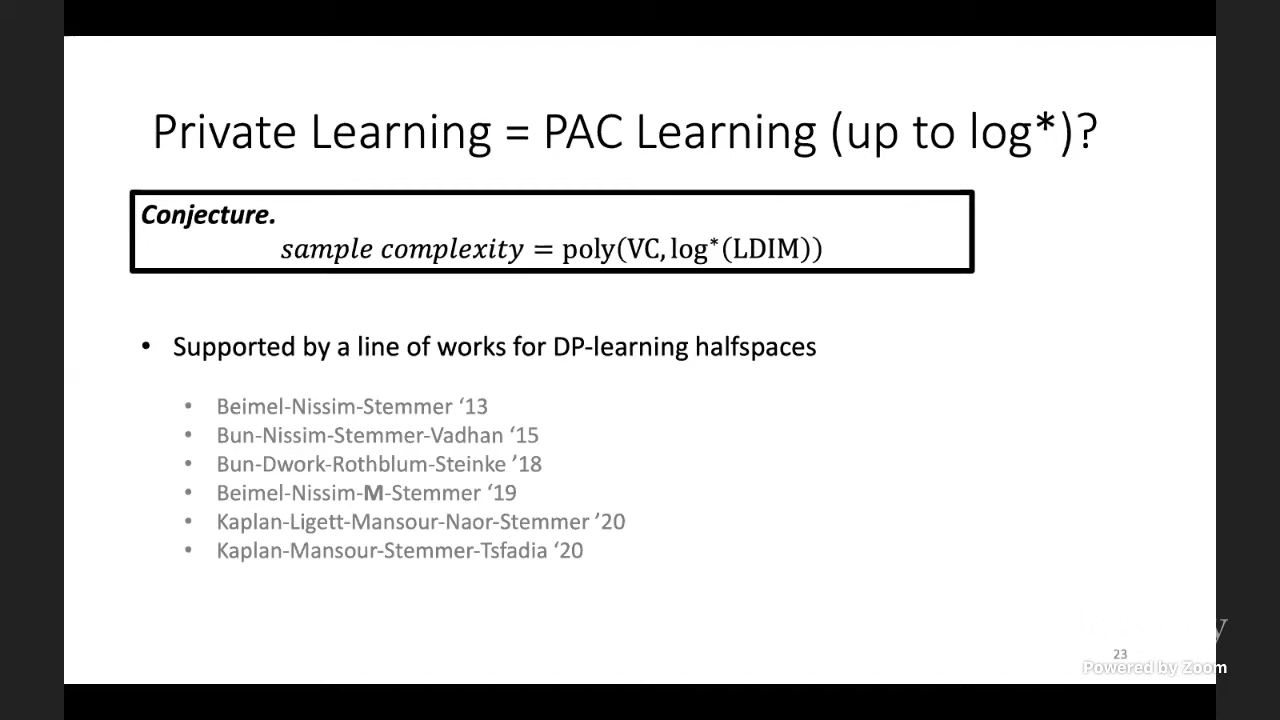 Private Learning = PAC Learning (up to log*)?
Conjecture.
sample complexity = poly(VC, log*(LDIM))
• Supported by a line of works for DP-learning halfspaces
• Beimel-Nissim-Stemmer ‘13
• Bun-Nissim-Stemmer-Vadhan ‘15
• Bun-Dwork-Rothblum-Steinke ’18
• Beimel-Nissim-M-Stemmer ‘19
• Kaplan-Ligett-Mansour-Naor-Stemmer ’20
• Kaplan-Mansour-Stemmer-Tsfadia ‘20
y
23
Powered by Zoom